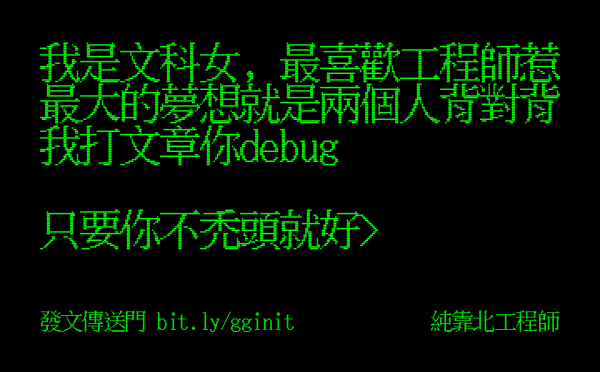 我是文科女，最喜歡工程師惹
最大的夢想就是兩個人背對背
我打文章你debug
只要你不禿頭就好>
發文傳送門 bit.ly/gginit
純靠北工程師